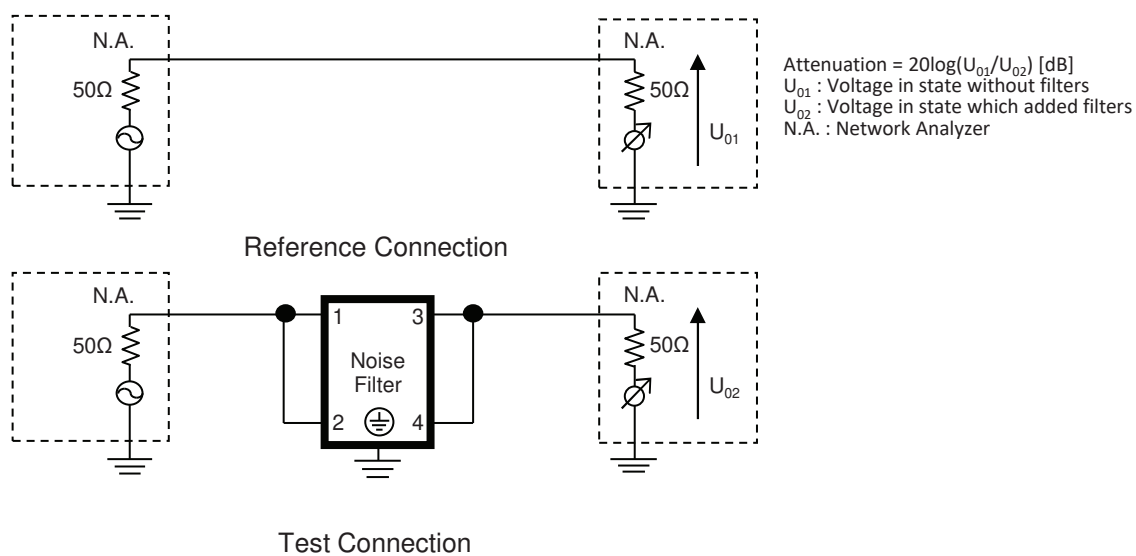 N.A.
50Ω
N.A.
50Ω
U₀₁
Attenuation = 20log(U₀₁/U₀₂) [dB]
U₀₁ : Voltage in state without filters
U₀₂ : Voltage in state which added filters
N.A. : Network Analyzer
Reference Connection
N.A.
50Ω
1 3
Noise
Filter
2 4
N.A.
50Ω
U₀₂
Test Connection